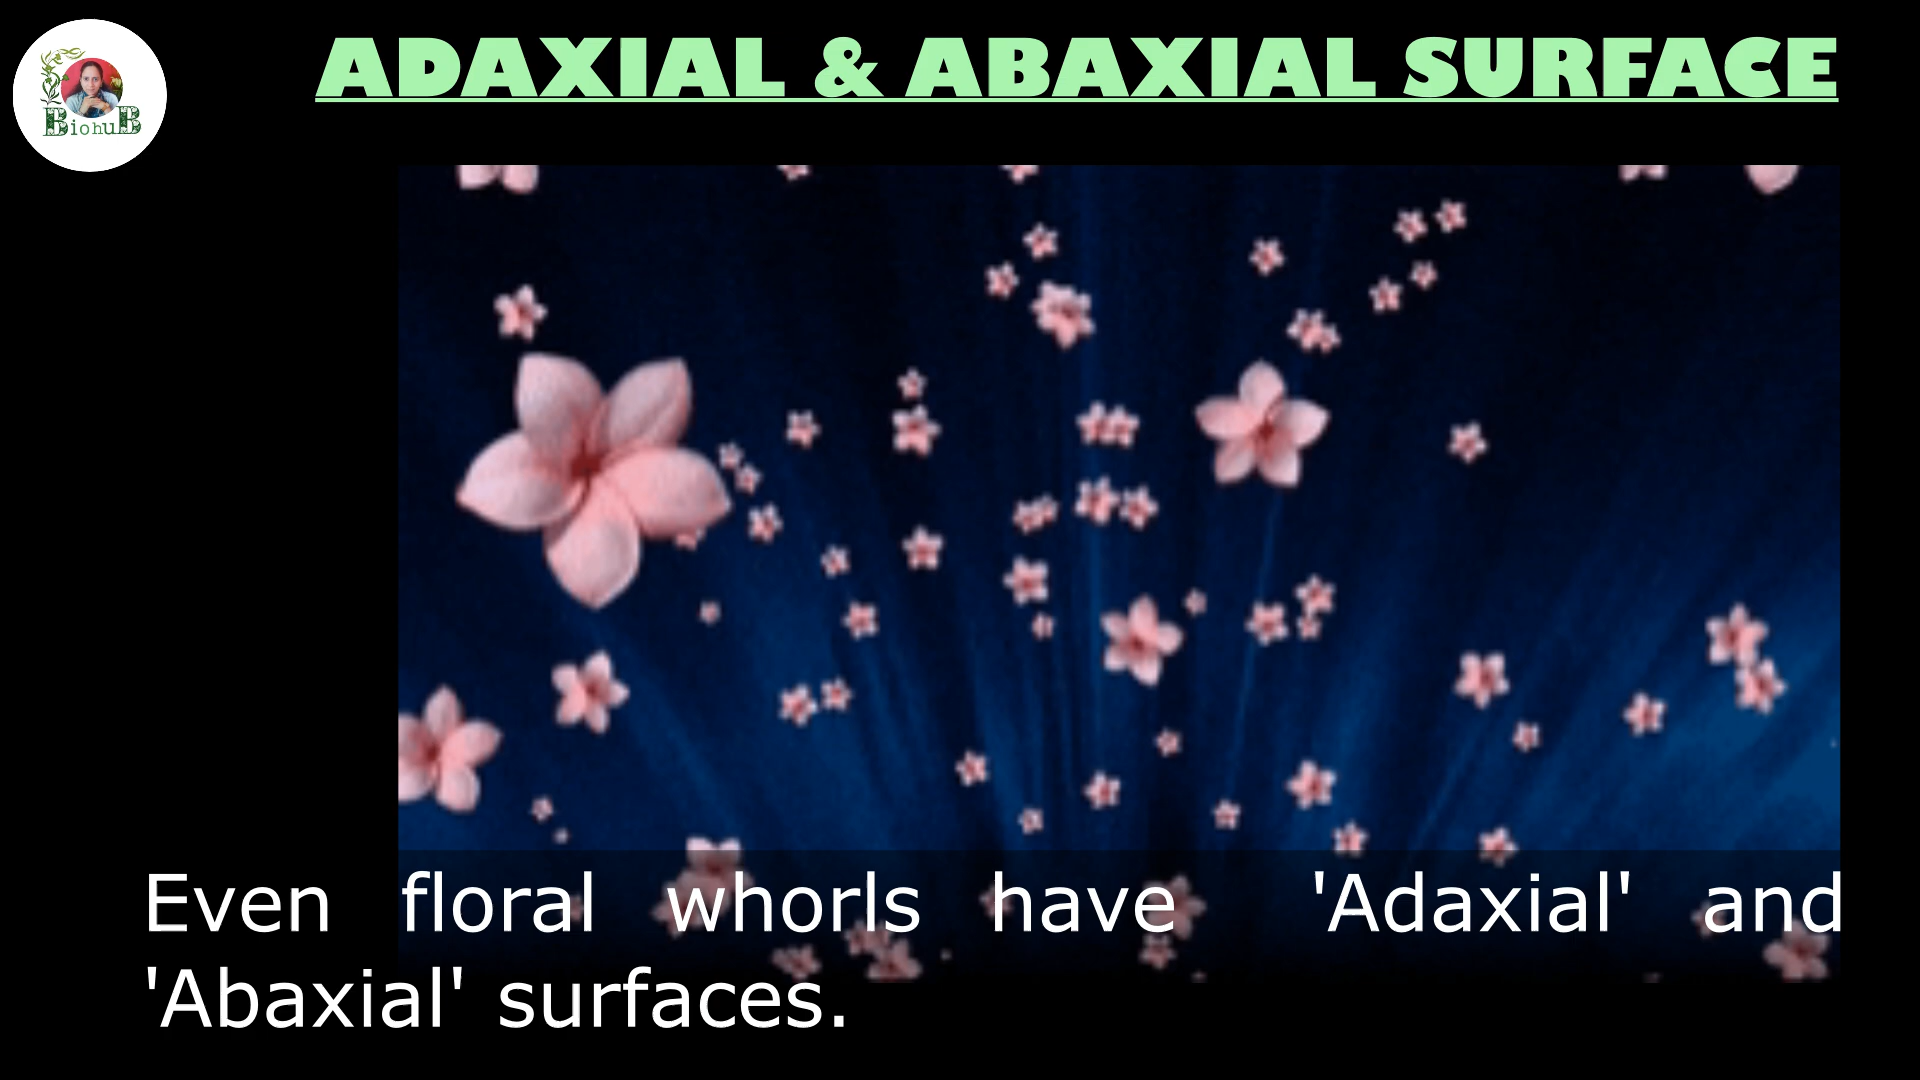 BiohuB
ADAXIAL & ABAXIAL SURFACE
Even floral whorls have 'Adaxial' and
'Abaxial' surfaces.